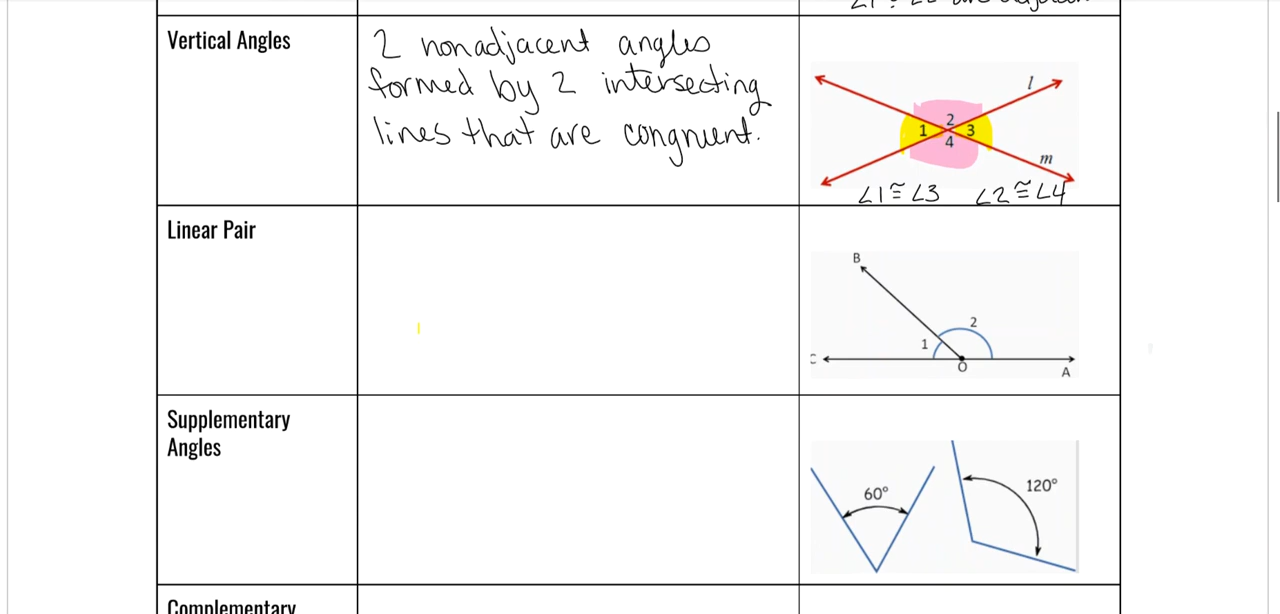 Vertical Angles
2 nonadjacent angles
formed by 2 intersecting
lines that are congruent.
l
1
2
3
4
m
∠1≅∠3 ∠2≅∠4
Linear Pair
B
2
1
O
A
Supplementary
Angles
60°
120°
Complementary